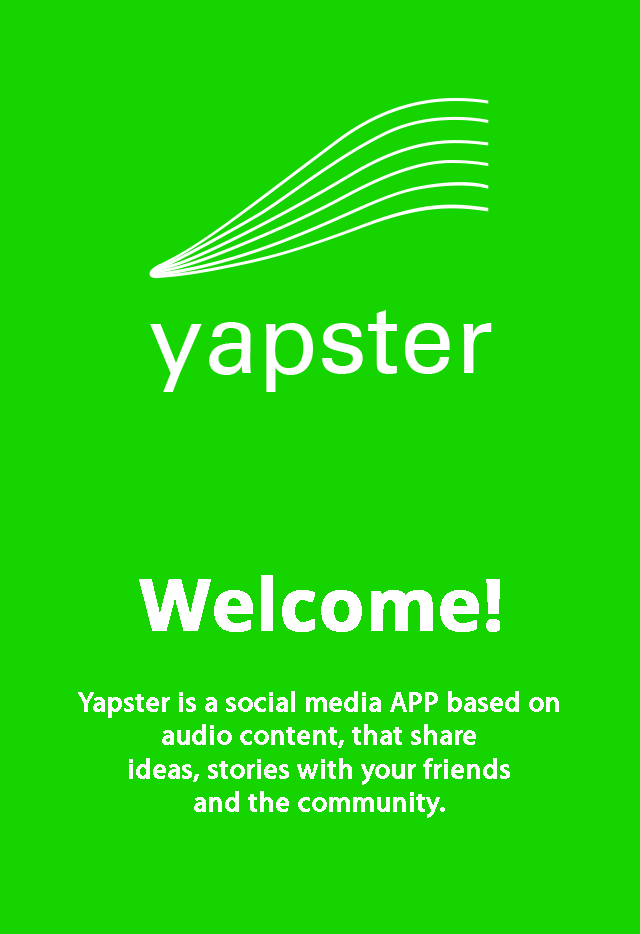 yapster
Welcome!
Yapster is a social media APP based on
audio content, that share
ideas, stories with your friends
and the community.